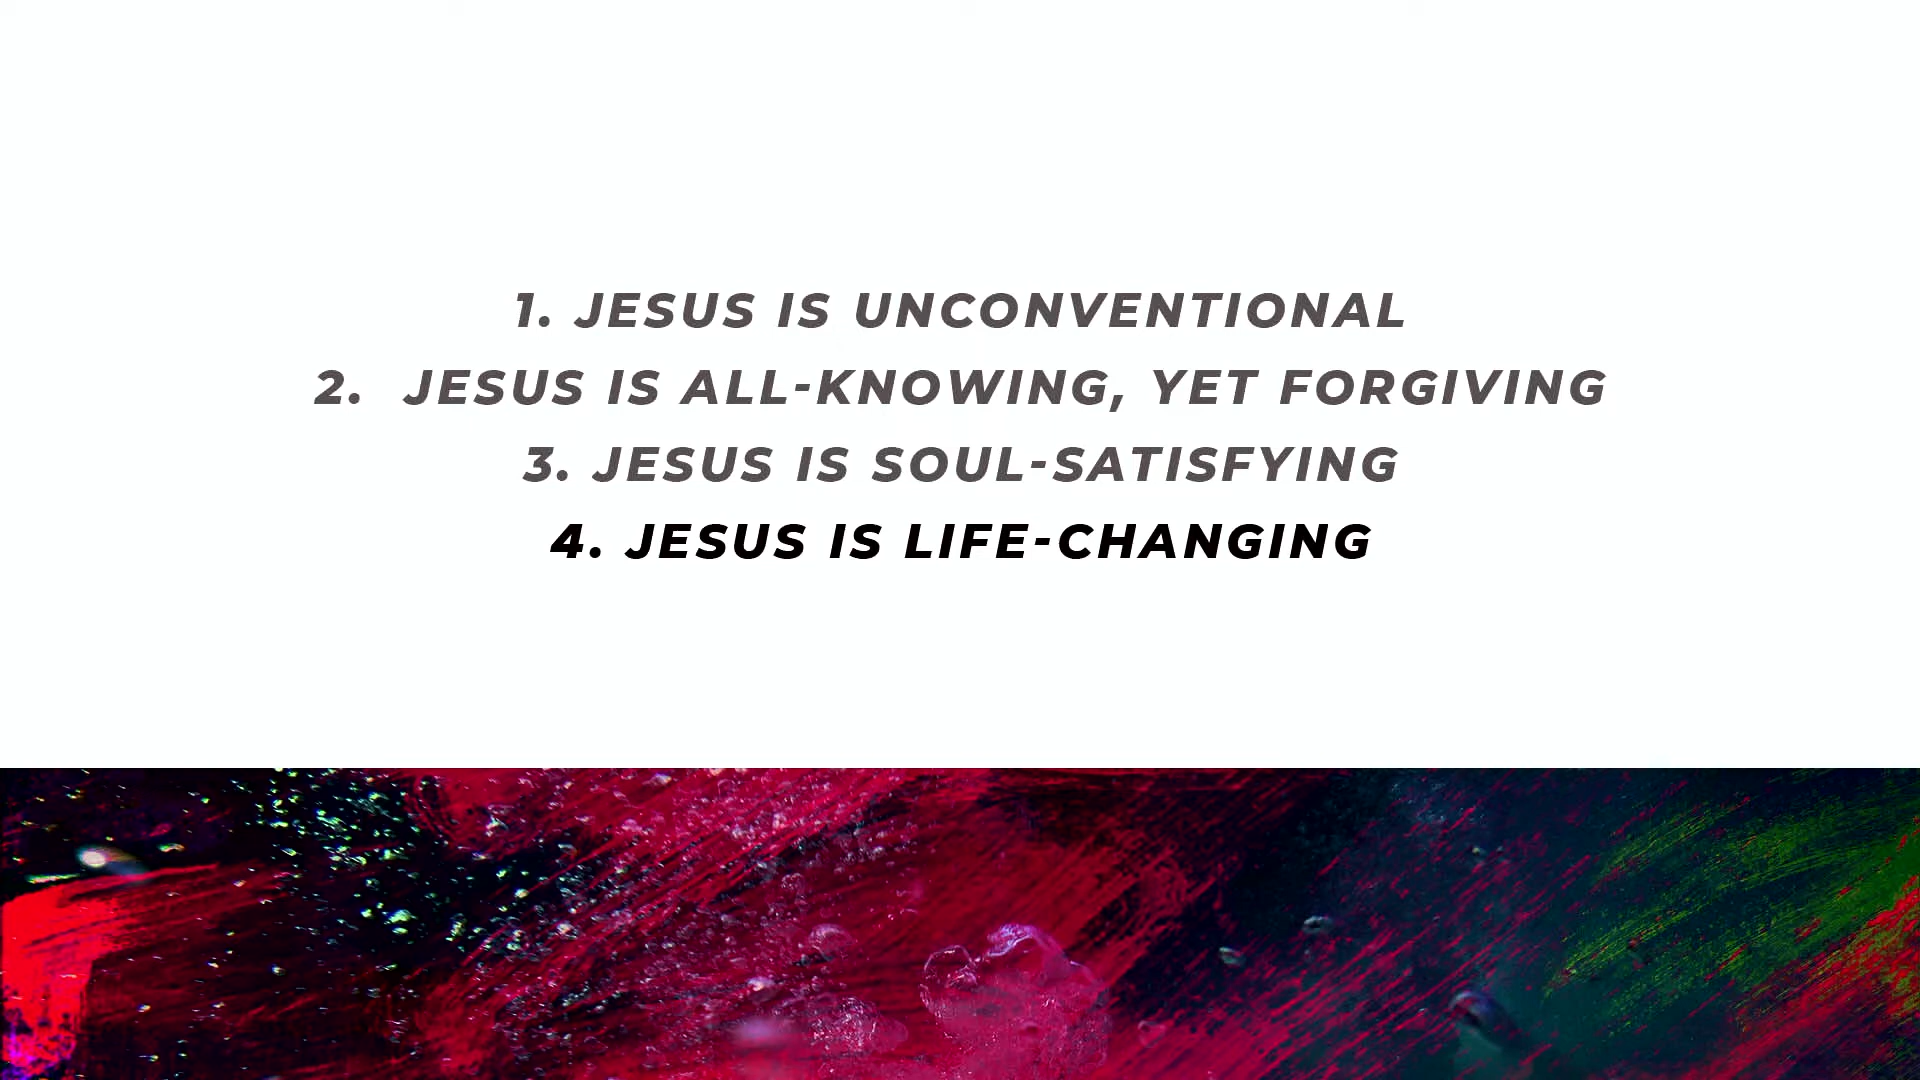 1. JESUS IS UNCONVENTIONAL
2. JESUS IS ALL-KNOWING, YET FORGIVING
3. JESUS IS SOUL-SATISFYING
4. JESUS IS LIFE-CHANGING